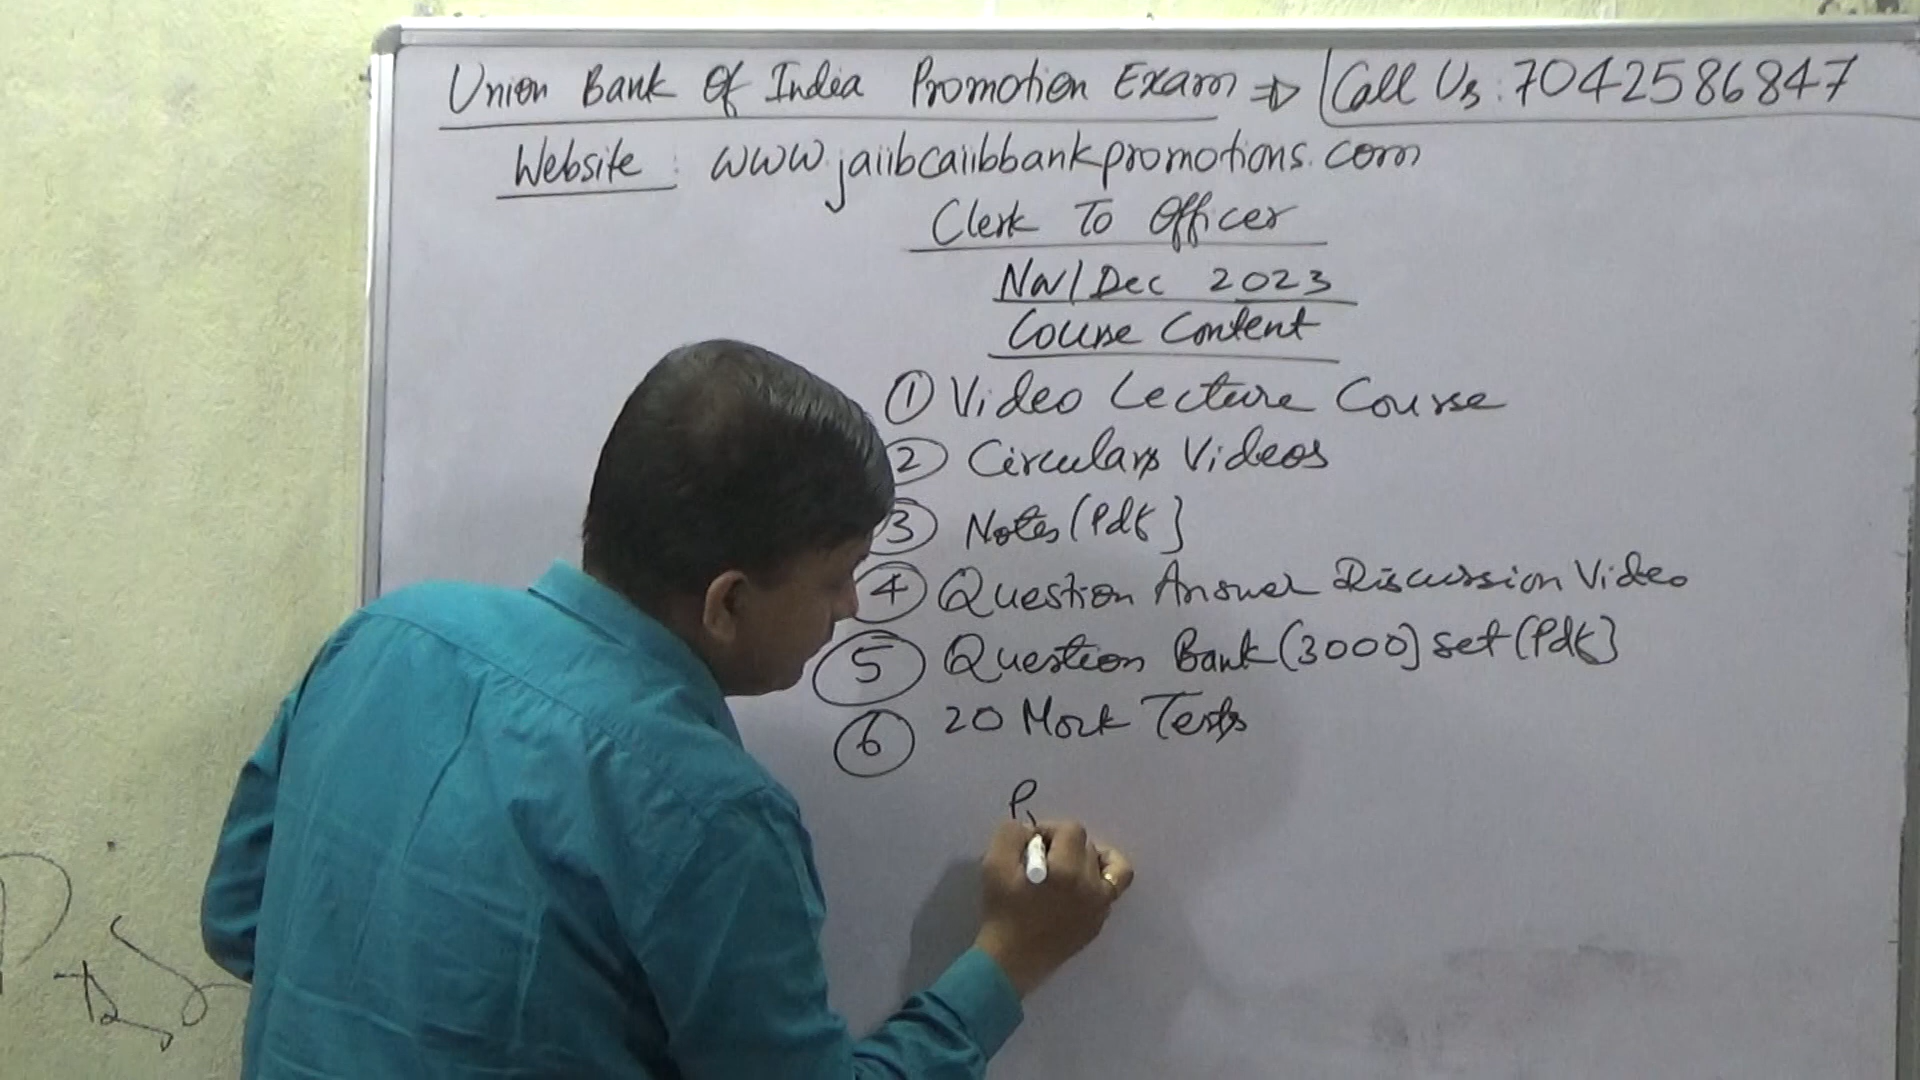 Union Bank Of India Promotion Exam ⇒ Call Us: 7042586847
Website: www.jaiibcaiibbankpromotions.com
Clerk To Officer
Nov/Dec 2023
Course Content
① Video Lecture Course
② Circulars Videos
③ Notes (Pdf)
④ Question Answer Discussion Video
⑤ Question Bank (3000) set (Pdf)
⑥ 20 Mock Tests